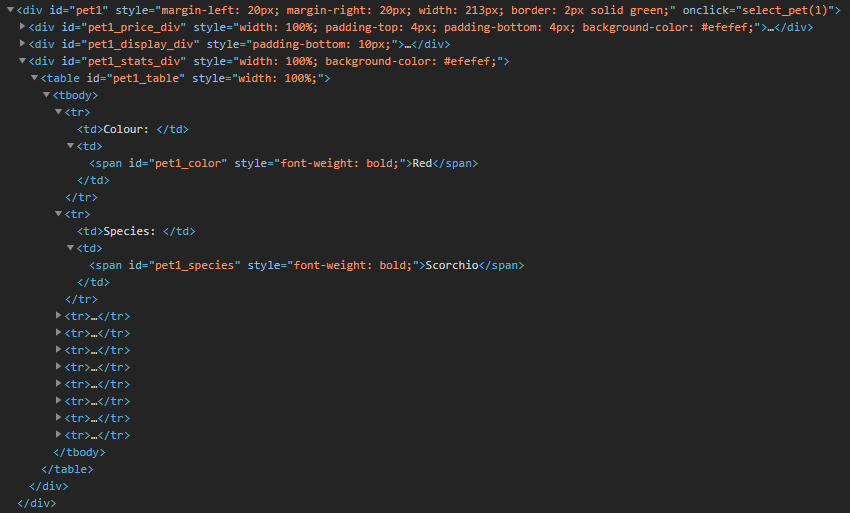 <div id="pet1" style="margin-left: 20px; margin-right: 20px; width: 213px; border: 2px solid green;" onclick="select_pet(1)">
<div id="pet1_price_div" style="width: 100%; padding-top: 4px; padding-bottom: 4px; background-color: #efefef;">…</div>
<div id="pet1_display_div" style="padding-bottom: 10px;">…</div>
<div id="pet1_stats_div" style="width: 100%; background-color: #efefef;">
<table id="pet1_table" style="width: 100%;">
<tbody>
<tr>
<td>Colour: </td>
<td>
<span id="pet1_color" style="font-weight: bold;">Red</span>
</td>
</tr>
<tr>
<td>Species: </td>
<td>
<span id="pet1_species" style="font-weight: bold;">Scorchio</span>
</td>
</tr>
<tr>…</tr>
<tr>…</tr>
<tr>…</tr>
<tr>…</tr>
<tr>…</tr>
<tr>…</tr>
<tr>…</tr>
<tr>…</tr>
</tbody>
</table>
</div>
</div>